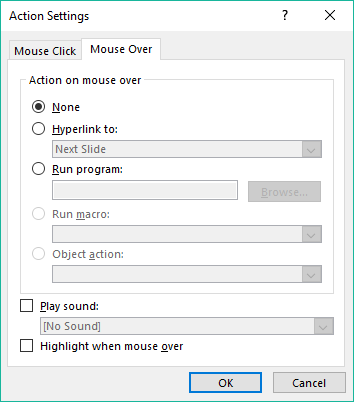 Action Settings
?
Mouse Click Mouse Over
Action on mouse over
None
Hyperlink to:
Next Slide
Run program:
Browse...
Run macro:
Object action:
Play sound:
[No Sound]
Highlight when mouse over
OK Cancel